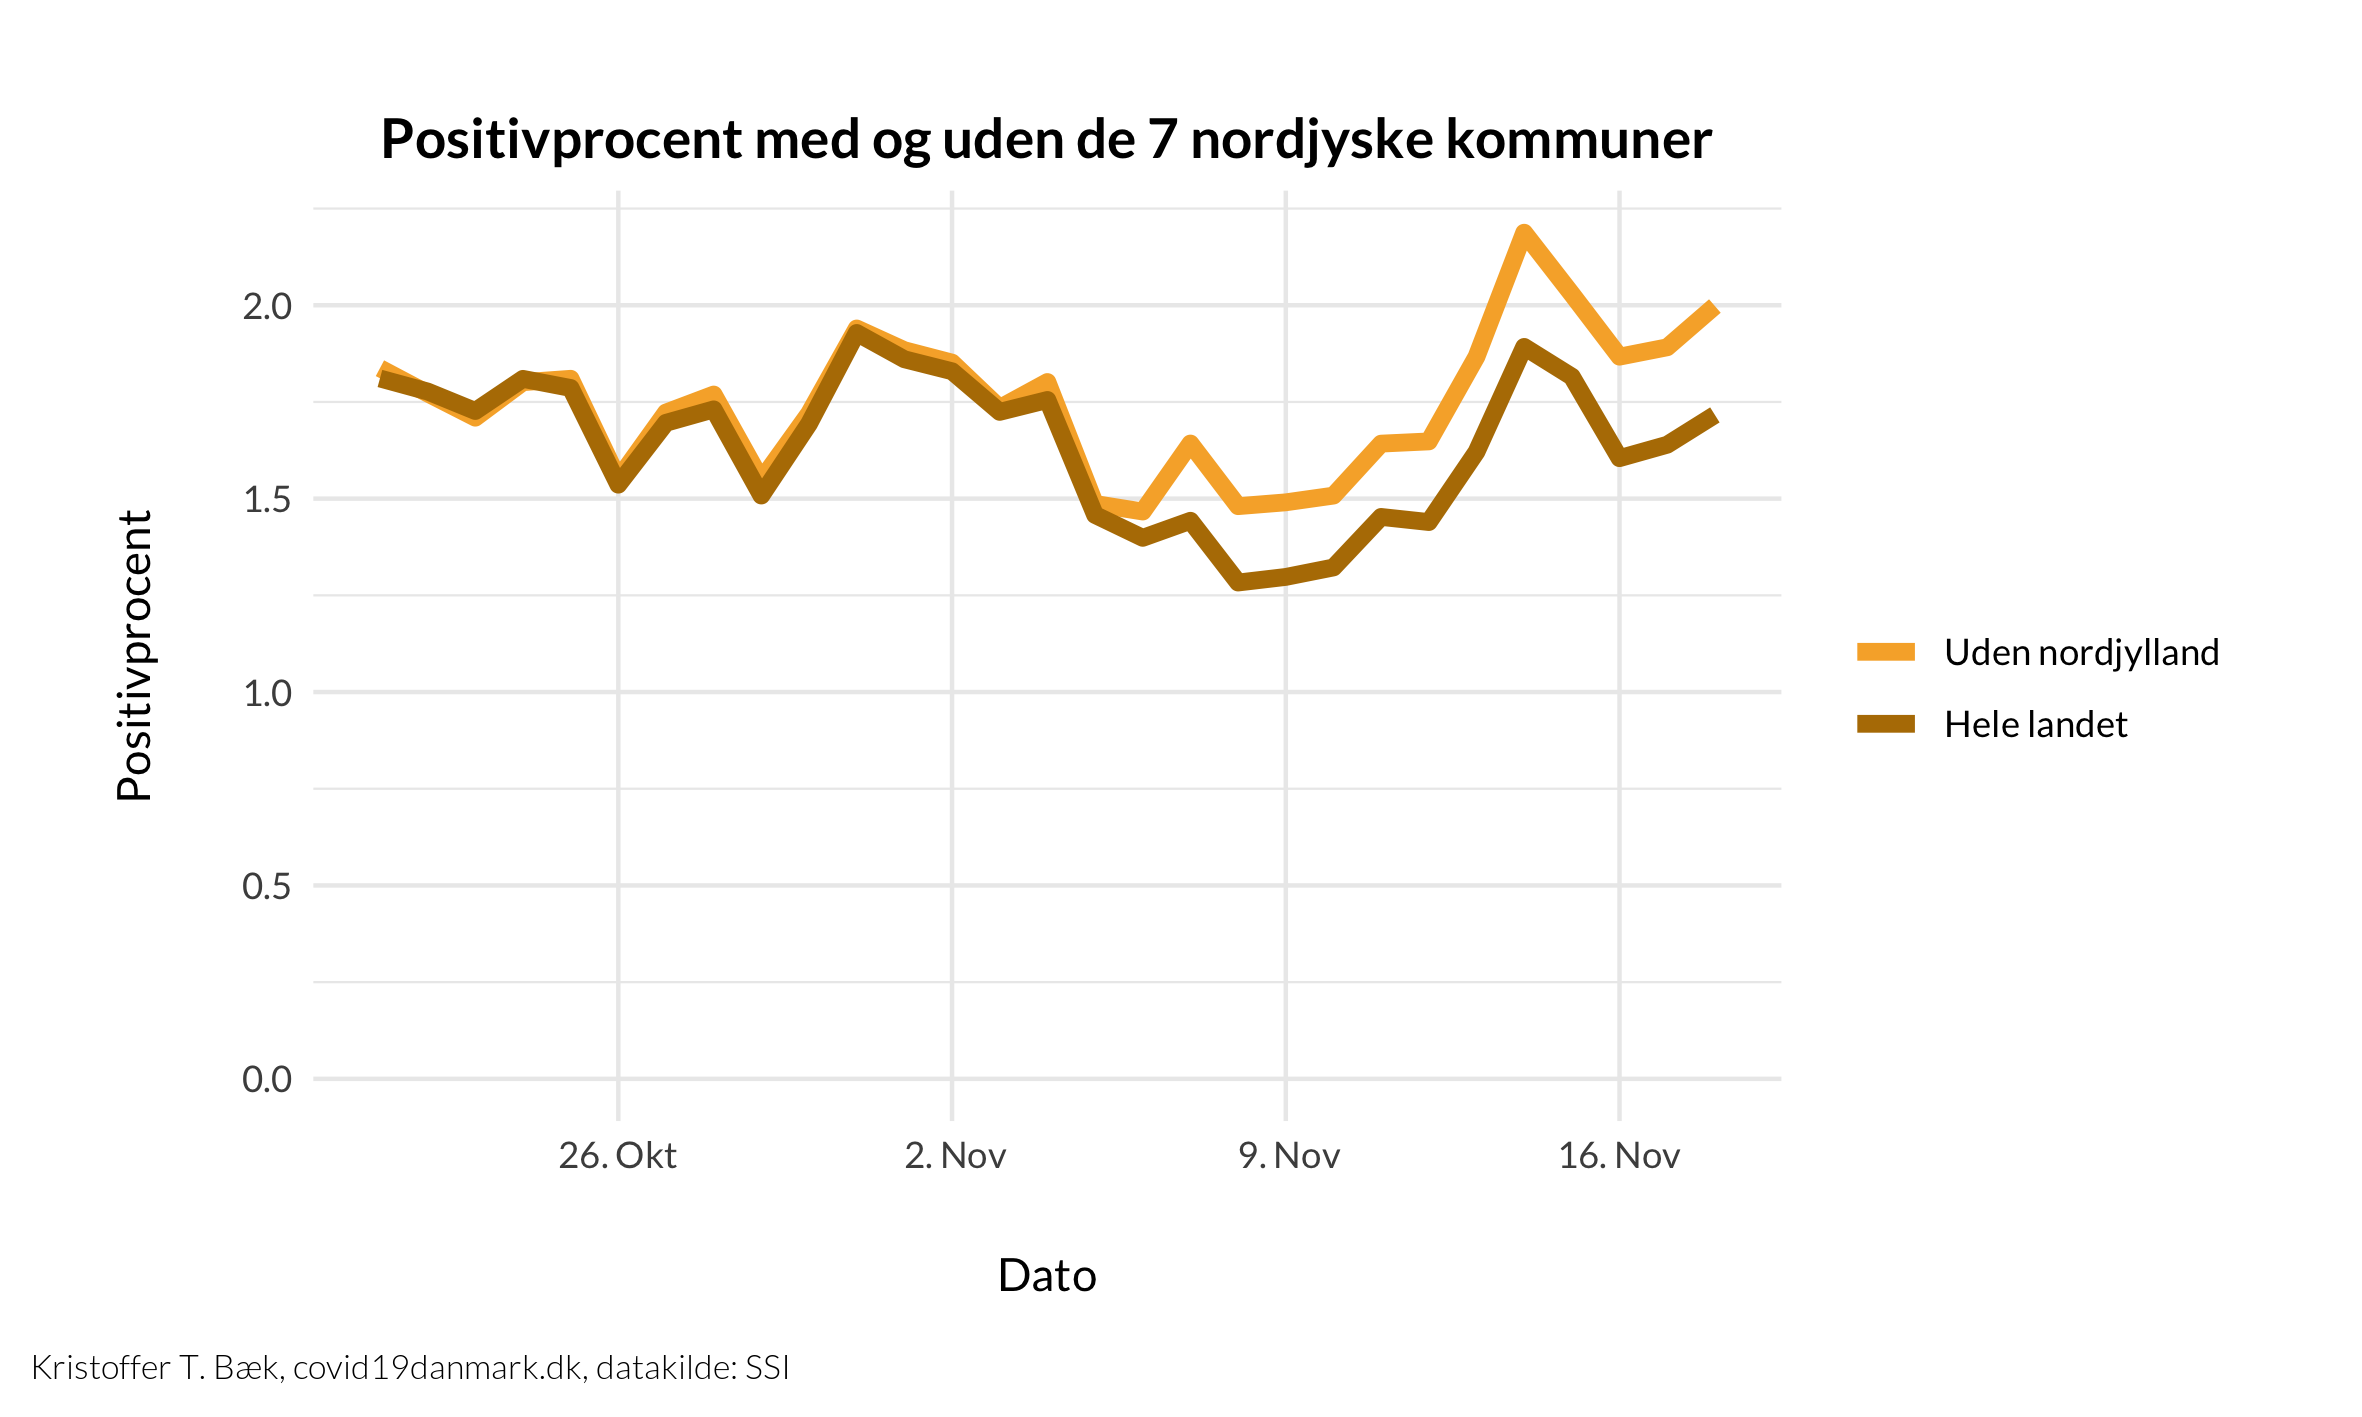 Positivprocent med og uden de 7 nordjyske kommuner
Positivprocent
2.0
1.5
1.0
0.5
0.0
26. Okt
2. Nov
9. Nov
16. Nov
Dato
Uden nordjylland
Hele landet
Kristoffer T. Bæk, covid19danmark.dk, datakilde: SSI